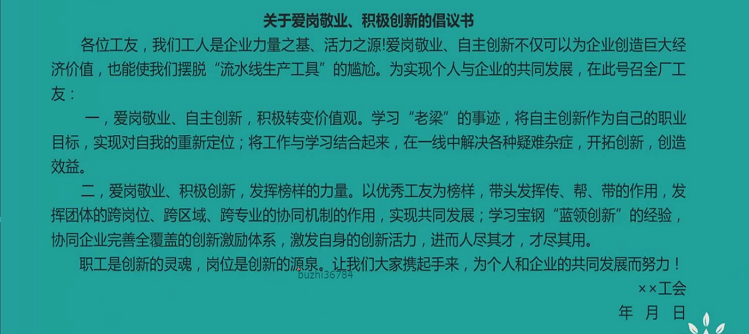 关于爱岗敬业、积极创新的倡议书
各位工友，我们工人是企业力量之基、活力之源!爱岗敬业、自主创新不仅可以为企业创造巨大经
济价值，也能使我们摆脱“流水线生产工具”的尴尬。为实现个人与企业的共同发展，在此号召全厂工
友：
一，爱岗敬业、自主创新，积极转变价值观。学习“老梁”的事迹，将自主创新作为自己的职业
目标，实现对自我的重新定位；将工作与学习结合起来，在一线中解决各种疑难杂症，开拓创新，创造
效益。
二，爱岗敬业、积极创新，发挥榜样的力量。以优秀工友为榜样，带头发挥传、帮、带的作用，发
挥团体的跨岗位、跨区域、跨专业的协同机制的作用，实现共同发展；学习宝钢“蓝领创新”的经验，
协同企业完善全覆盖的创新激励体系，激发自身的创新活力，进而人尽其才，才尽其用。
职工是创新的灵魂，岗位是创新的源泉。让我们大家携起手来，为个人和企业的共同发展而努力！
buzhi36784
××工会
年 月 日